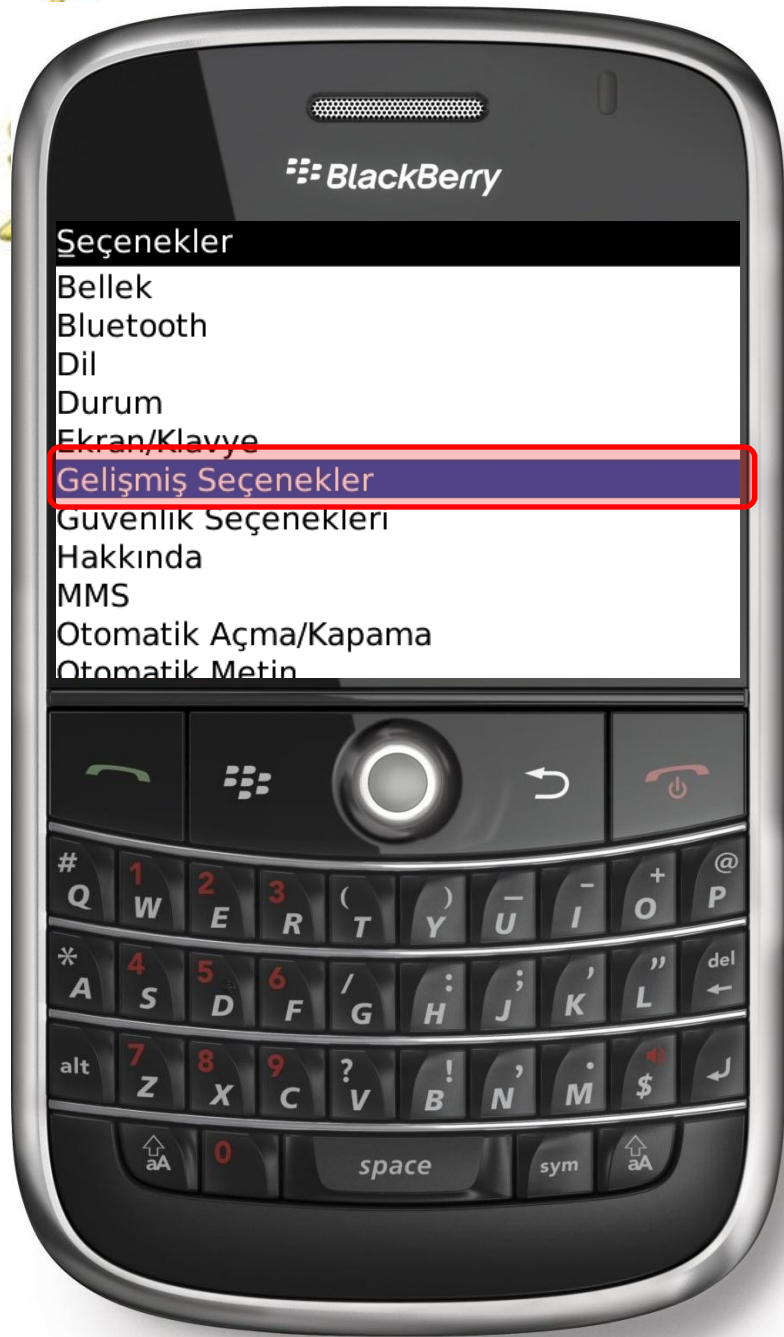 BlackBerry
Seçenekler
Bellek
Bluetooth
Dil
Durum
Ekran/Klavye
Gelişmiş Seçenekler
Güvenlik Seçenekleri
Hakkında
MMS
Otomatik Açma/Kapama
Otomatik Metin
# 1 2 3 ( ) _ - + @
Q W E R T Y U I O P
* 4 5 6 / : ; ' " del
A S D F G H J K L
alt 7 8 9 ? ! , . $
Z X C V B N M
aA 0 space sym aA